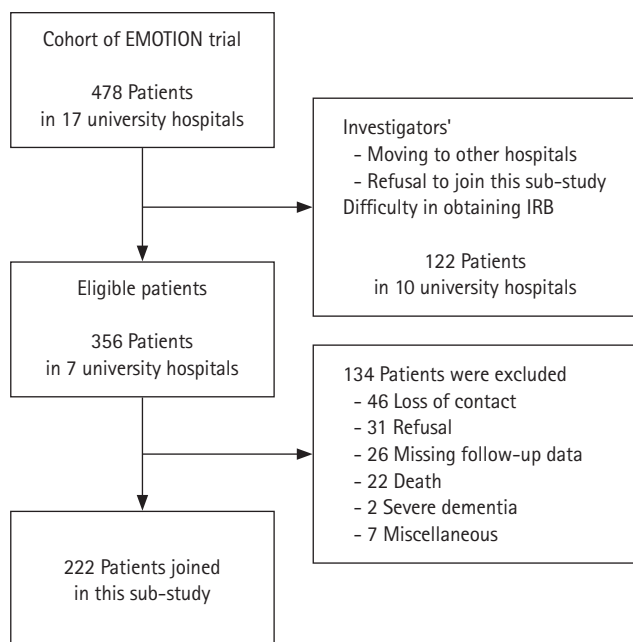 Cohort of EMOTION trial
478 Patients
in 17 university hospitals
Investigators'
- Moving to other hospitals
- Refusal to join this sub-study
Difficulty in obtaining IRB
122 Patients
in 10 university hospitals
Eligible patients
356 Patients
in 7 university hospitals
134 Patients were excluded
- 46 Loss of contact
- 31 Refusal
- 26 Missing follow-up data
- 22 Death
- 2 Severe dementia
- 7 Miscellaneous
222 Patients joined
in this sub-study